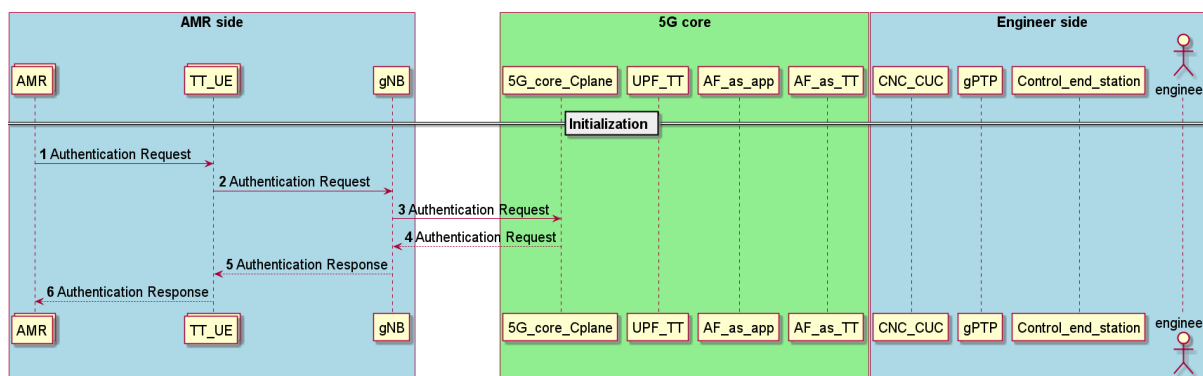 AMR side
5G core
Engineer side
AMR
TT_UE
gNB
5G_core_Cplane
UPF_TT
AF_as_app
AF_as_TT
CNC_CUC
gPTP
Control_end_station
enginee
Initialization
1 Authentication Request
2 Authentication Request
3 Authentication Request
4 Authentication Request
5 Authentication Response
6 Authentication Response
AMR
TT_UE
gNB
5G_core_Cplane
UPF_TT
AF_as_app
AF_as_TT
CNC_CUC
gPTP
Control_end_station
enginee